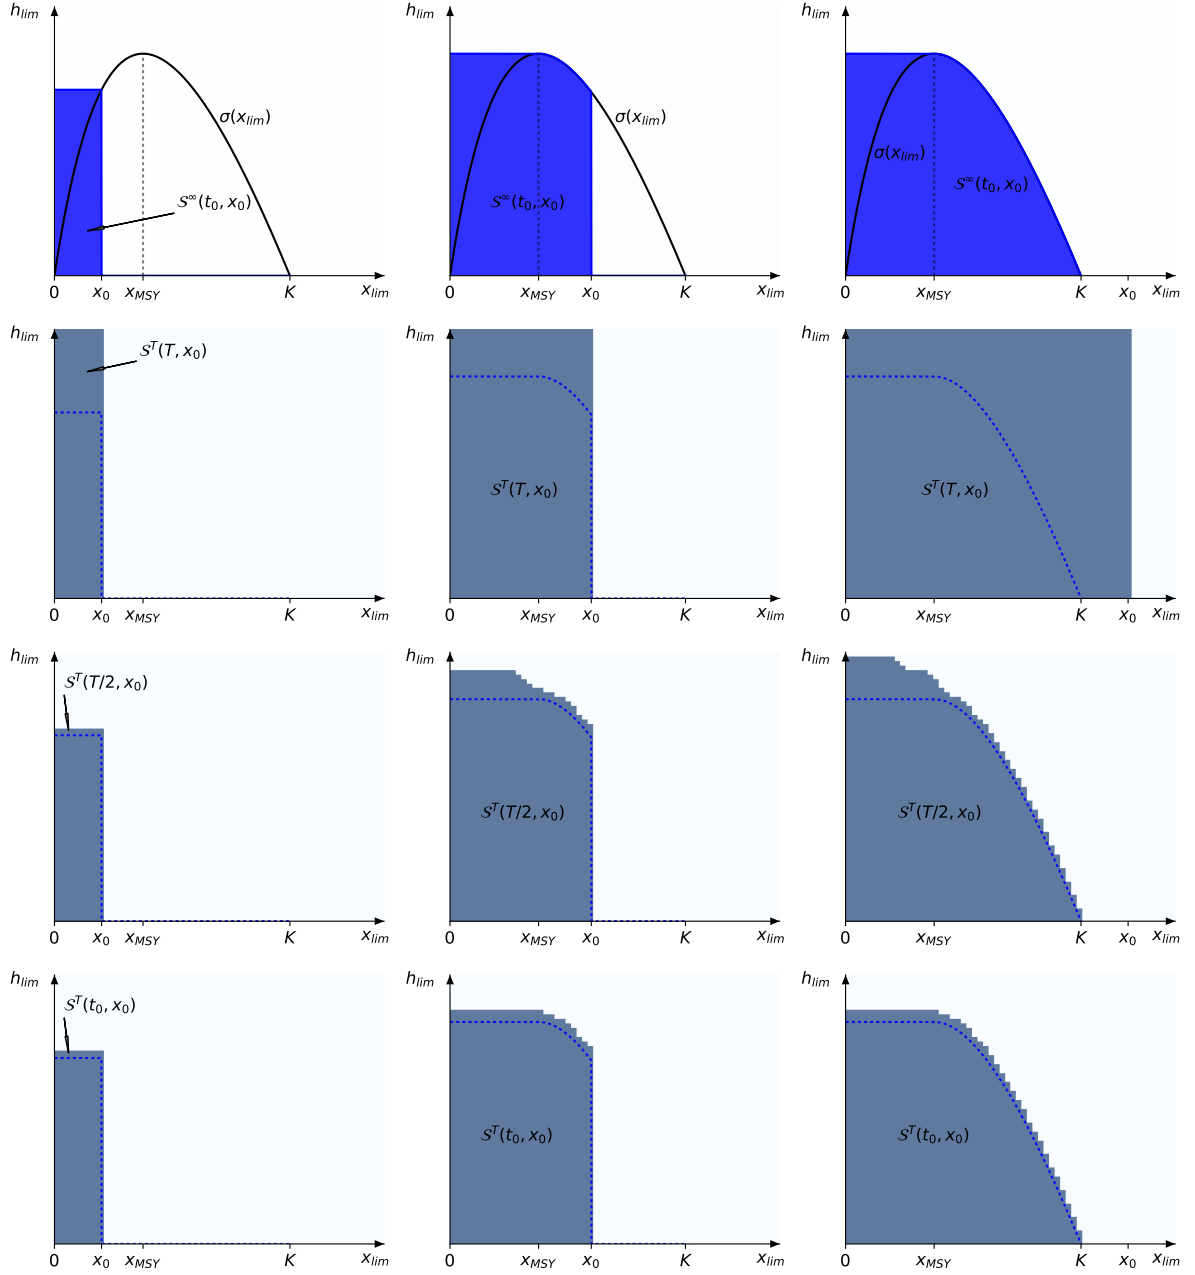 h_lim h_lim h_lim
σ(x_lim) σ(x_lim) σ(x_lim)
𝒮^∞(t_0, x_0) 𝒮^∞(t_0, x_0) 𝒮^∞(t_0, x_0)
0 x_0 x_MSY K x_lim 0 x_MSY x_0 K x_lim 0 x_MSY K x_0 x_lim
h_lim h_lim h_lim
𝒮^T(T, x_0) 𝒮^T(T, x_0) 𝒮^T(T, x_0)
0 x_0 x_MSY K x_lim 0 x_MSY x_0 K x_lim 0 x_MSY K x_0 x_lim
h_lim h_lim h_lim
𝒮^T(T/2, x_0) 𝒮^T(T/2, x_0) 𝒮^T(T/2, x_0)
0 x_0 x_MSY K x_lim 0 x_MSY x_0 K x_lim 0 x_MSY K x_0 x_lim
h_lim h_lim h_lim
𝒮^T(t_0, x_0) 𝒮^T(t_0, x_0) 𝒮^T(t_0, x_0)
0 x_0 x_MSY K x_lim 0 x_MSY x_0 K x_lim 0 x_MSY K x_0 x_lim